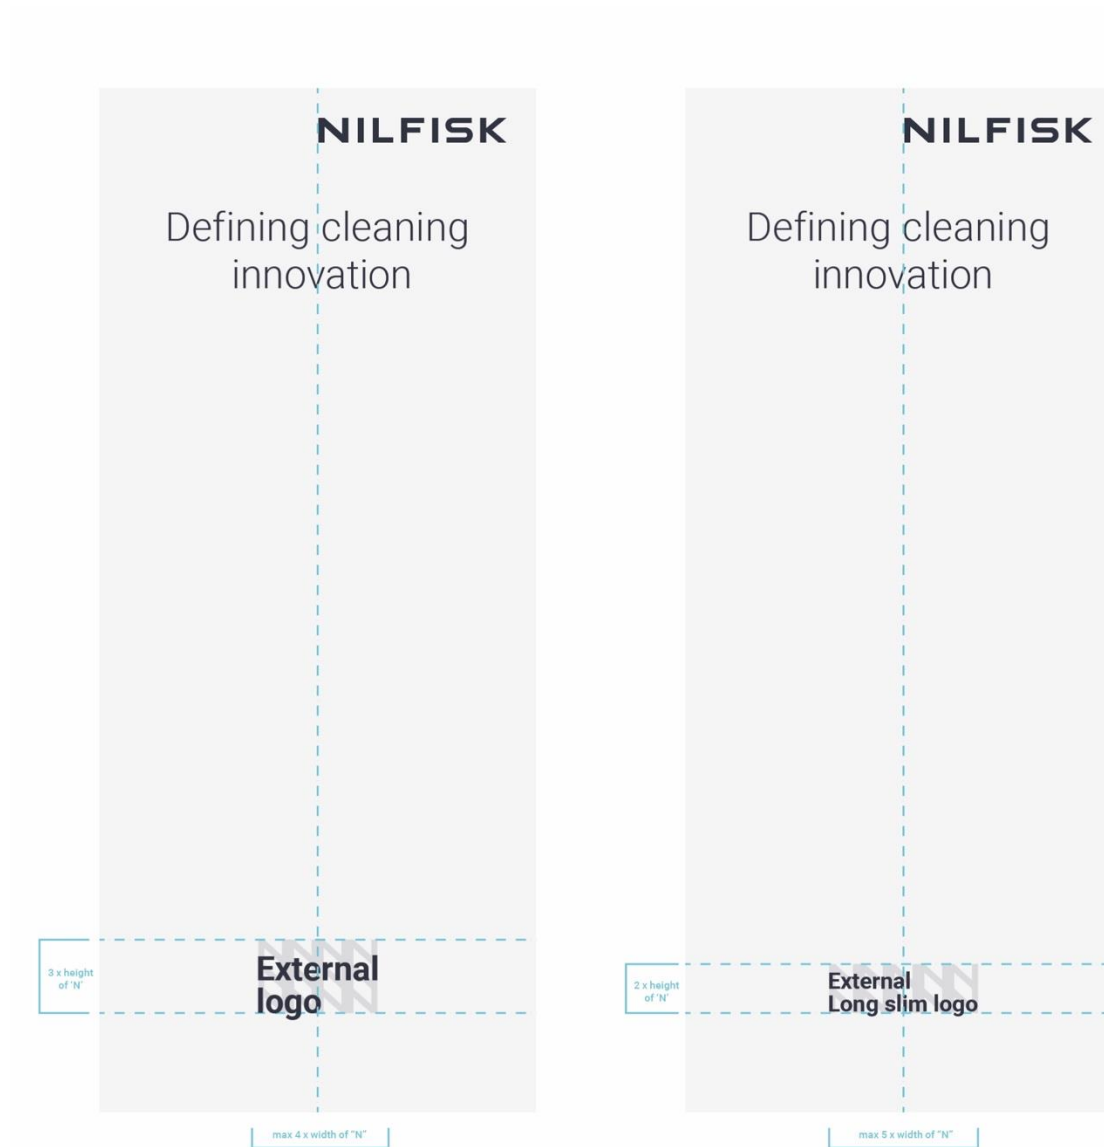 NILFISK
Defining cleaning
innovation
3 x height
of 'N'
External
logo
max 4 x width of "N"
NILFISK
Defining cleaning
innovation
2 x height
of 'N'
External
Long slim logo
max 5 x width of "N"